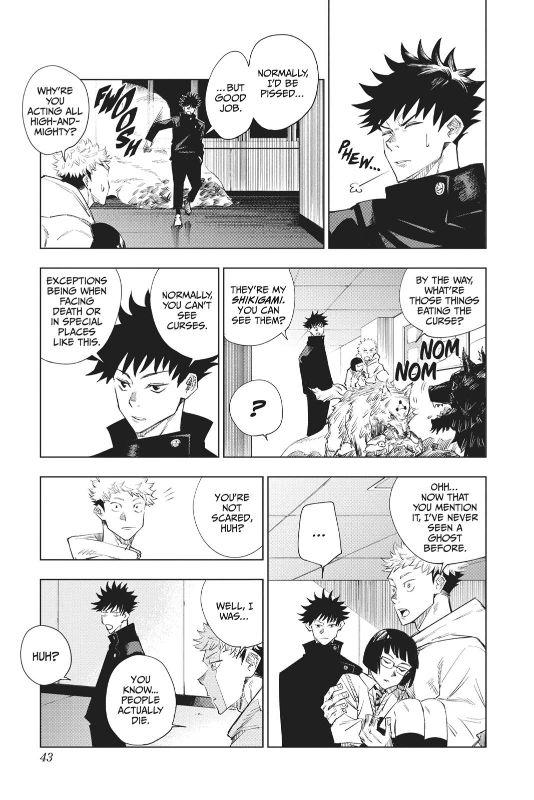 PHEW...
NORMALLY,
I'D BE
PISSED...
...BUT
GOOD
JOB.
FWOOSH
WHY'RE
YOU
ACTING ALL
HIGH-AND-
MIGHTY?
BY THE WAY,
WHAT'RE
THOSE THINGS
EATING THE
CURSE?
NOM
NOM
THEY'RE MY
SHIKIGAMI.
YOU CAN
SEE THEM?
?
NORMALLY,
YOU CAN'T
SEE
CURSES.
EXCEPTIONS
BEING WHEN
FACING
DEATH OR
IN SPECIAL
PLACES
LIKE THIS.
OHH...
NOW THAT
YOU MENTION
IT, I'VE NEVER
SEEN A
GHOST
BEFORE.
...
YOU'RE
NOT
SCARED,
HUH?
WELL, I
WAS...
HUH?
YOU
KNOW...
PEOPLE
ACTUALLY
DIE.
43